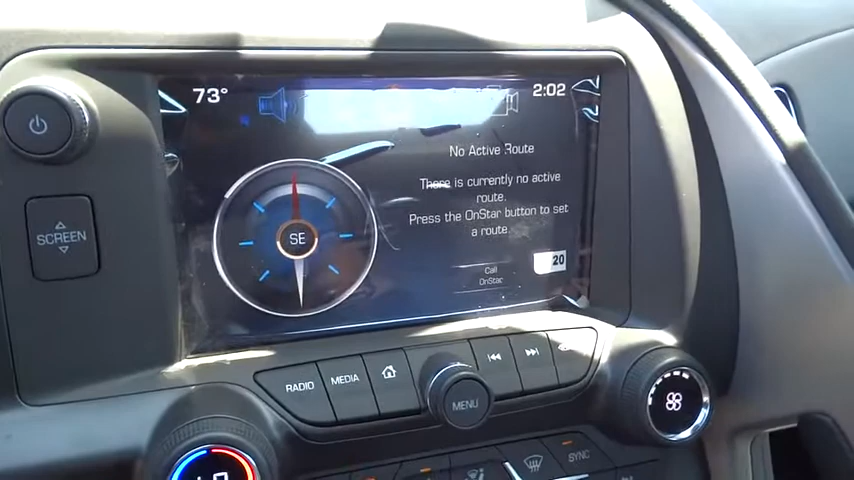 73°
2:02
No Active Route
There is currently no active
route.
Press the OnStar button to set
a route.
SE
20
Call
OnStar
SCREEN
RADIO
MEDIA
MENU
SYNC
LO